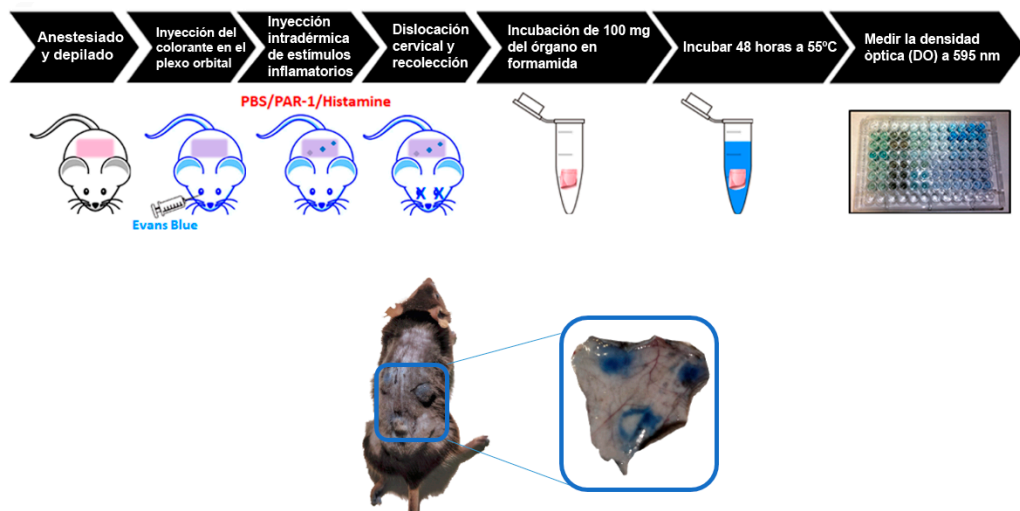 Anestesiado
y depilado
Inyección del
colorante en el
plexo orbital
Inyección
intradérmica
de estímulos
inflamatorios
Dislocación
cervical y
recolección
Incubación de 100 mg
del órgano en
formamida
Incubar 48 horas a 55ºC
Medir la densidad
òptica (DO) a 595 nm
PBS/PAR-1/Histamine
Evans Blue